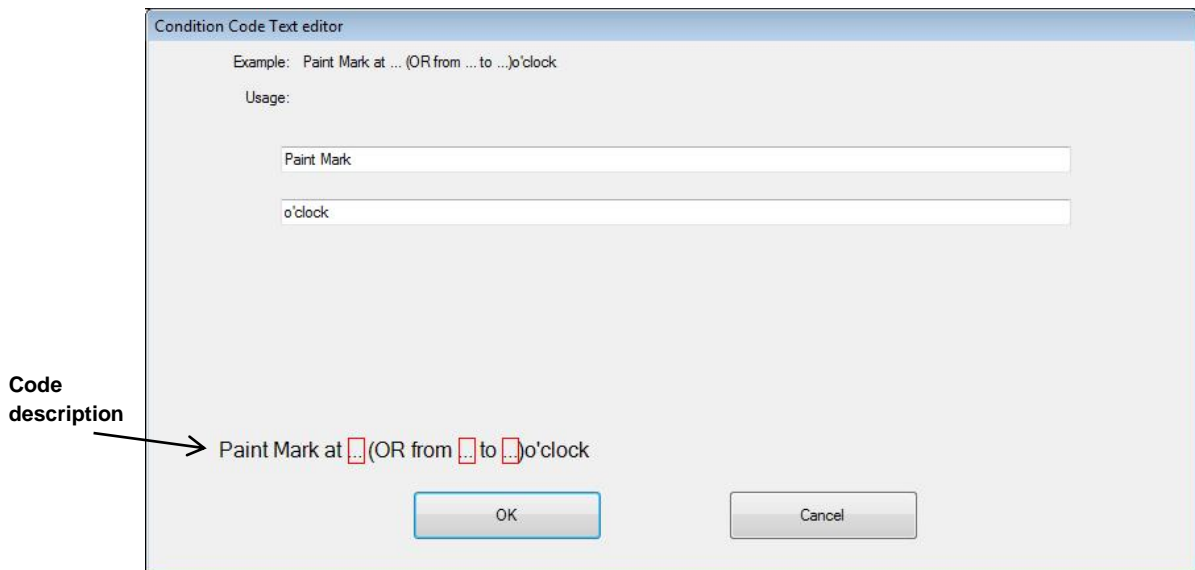 Condition Code Text editor
Example: Paint Mark at ... (OR from ... to ...)o'clock
Usage:
Paint Mark
o'clock
Code
description
Paint Mark at ... (OR from ... to ...)o'clock
OK Cancel